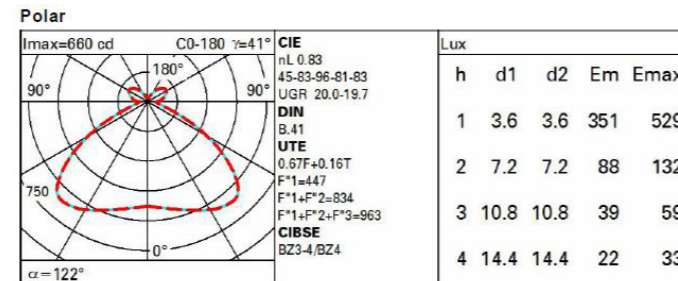 Polar
Imax=660 cd C0-180 γ=41°
180°
90° 90°
750
0°
α=122°
CIE
nL 0.83
45-83-96-81-83
UGR 20.0-19.7
DIN
B.41
UTE
0.67F+0.16T
F"1=447
F"1+F"2=834
F"1+F"2+F"3=963
CIBSE
BZ3-4/BZ4
Lux
h d1 d2 Em Emax
1 3.6 3.6 351 529
2 7.2 7.2 88 132
3 10.8 10.8 39 59
4 14.4 14.4 22 33